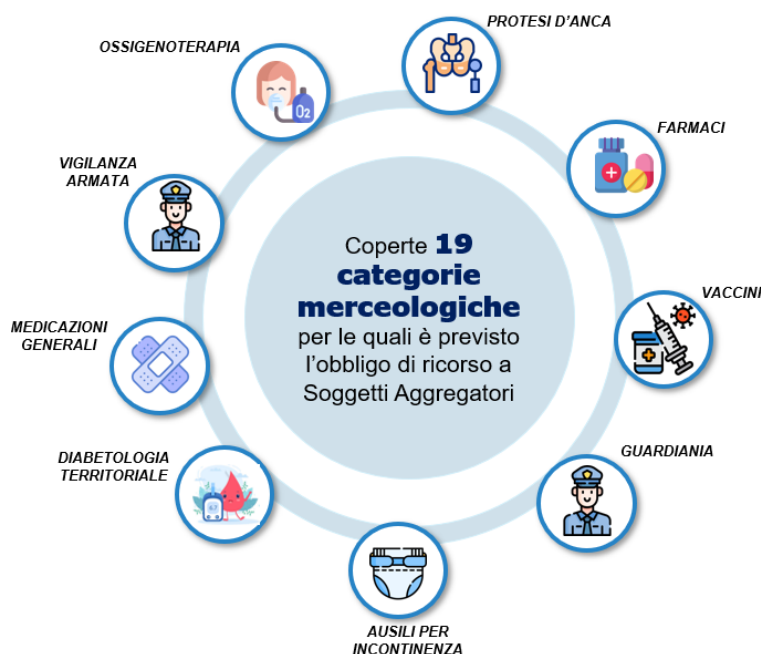 PROTESI D'ANCA
OSSIGENOTERAPIA
FARMACI
VIGILANZA
ARMATA
VACCINI
MEDICAZIONI
GENERALI
GUARDIANIA
DIABETOLOGIA
TERRITORIALE
AUSILI PER
INCONTINENZA
Coperte 19
categorie
merceologiche
per le quali è previsto
l'obbligo di ricorso a
Soggetti Aggregatori
O2